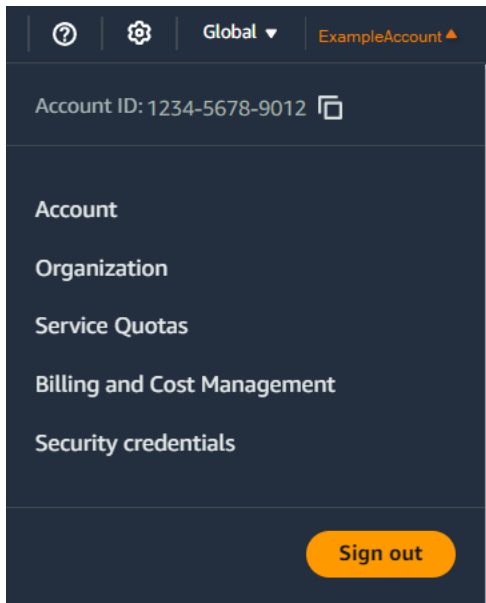 Global ExampleAccount
Account ID: 1234-5678-9012
Account
Organization
Service Quotas
Billing and Cost Management
Security credentials
Sign out